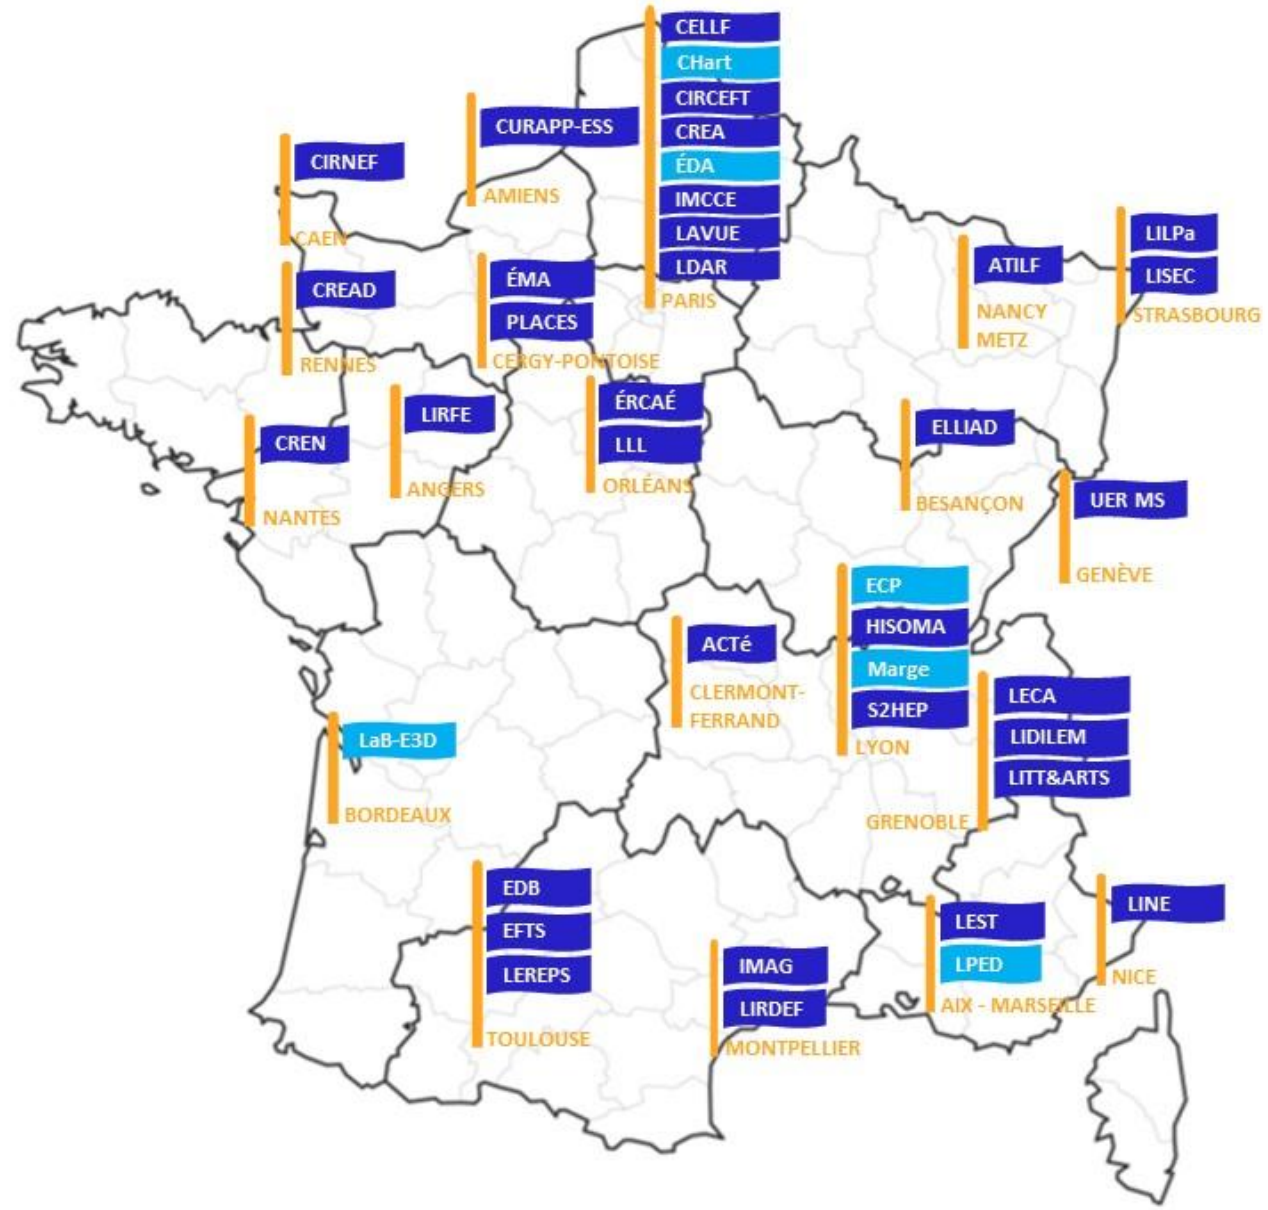 CELLF
CHart
CIRCEFT
CREA
ÉDA
IMCCE
LAVUE
LDAR
PARIS
CURAPP-ESS
AMIENS
CIRNEF
CAEN
CREAD
RENNES
ÉMA
PLACES
CERGY-PONTOISE
ATILF
NANCY
METZ
LILPa
LISEC
STRASBOURG
LIRFE
ANGERS
CREN
NANTES
ÉRCAÉ
LLL
ORLÉANS
ELLIAD
BESANÇON
UER MS
GENÈVE
ECP
HISOMA
Marge
S2HEP
LYON
ACTé
CLERMONT-
FERRAND
LECA
LIDILEM
LITT&ARTS
GRENOBLE
LaB-E3D
BORDEAUX
EDB
EFTS
LEREPS
TOULOUSE
IMAG
LIRDEF
MONTPELLIER
LEST
LPED
AIX - MARSEILLE
LINE
NICE